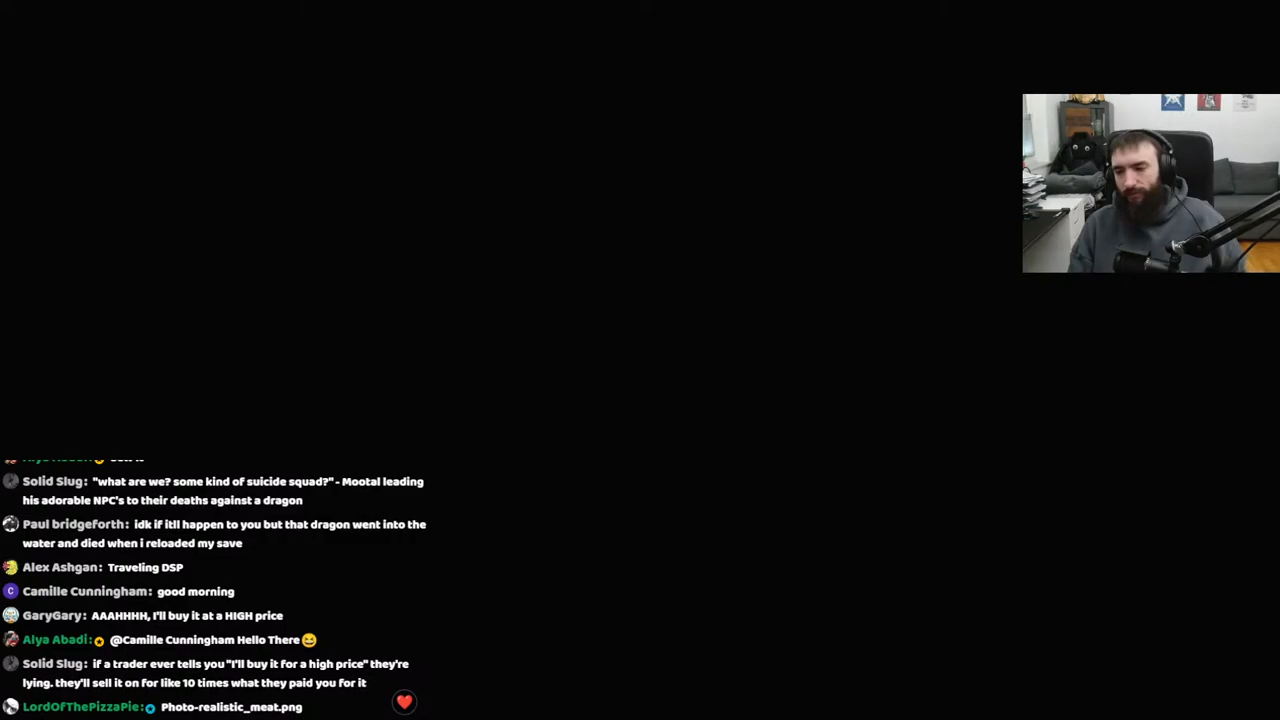 Solid Slug: "what are we? some kind of suicide squad?" - Mootal leading
his adorable NPC's to their deaths against a dragon
Paul bridgeforth: idk if itll happen to you but that dragon went into the
water and died when i reloaded my save
Alex Ashgan: Traveling DSP
C Camille Cunningham: good morning
GaryGary: AAAHHHH, I'll buy it at a HIGH price
Alya Abadi: @Camille Cunningham Hello There😆
Solid Slug: if a trader ever tells you "I'll buy it for a high price" they're
lying. they'll sell it on for like 10 times what they paid you for it
LordOfThePizzaPie: Photo-realistic_meat.png